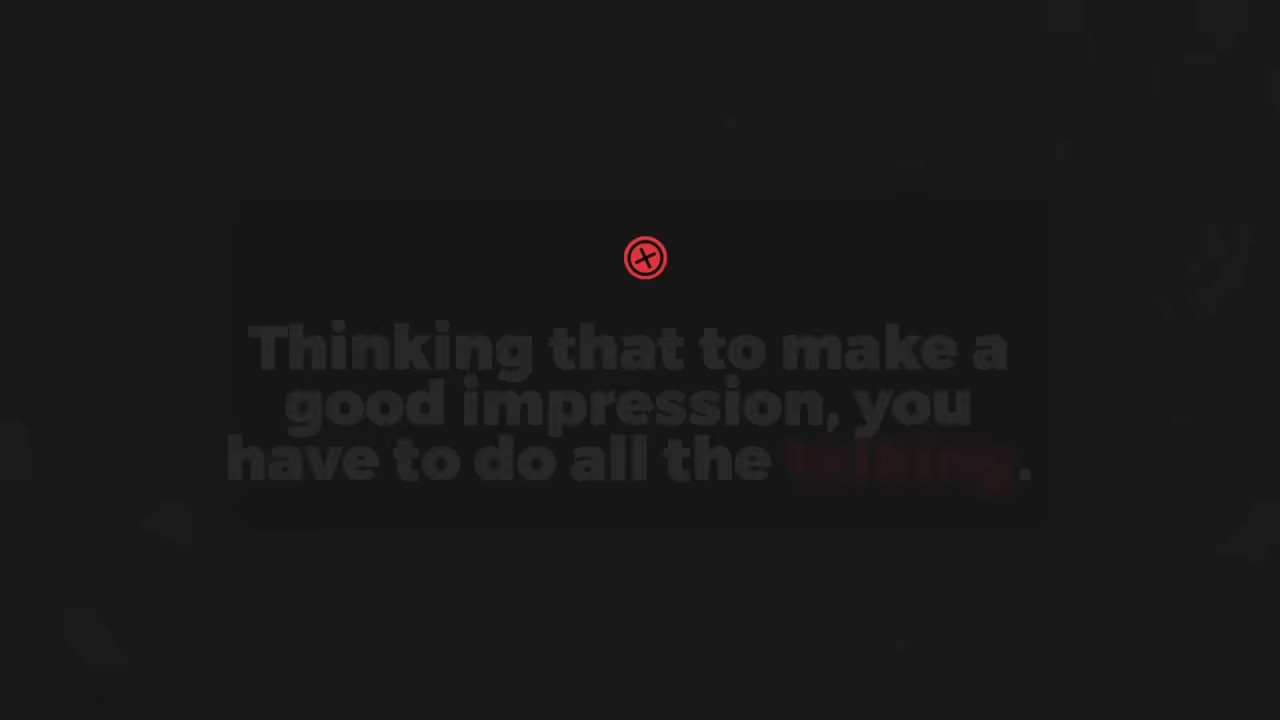 Thinking that to make a
good impression, you
have to do all the talking.